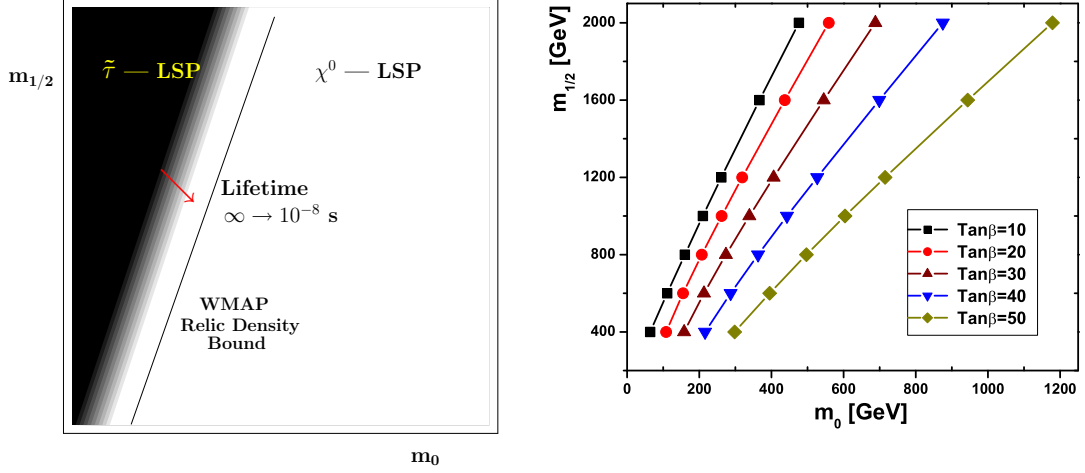 m1/2
τ̃ — LSP
χ⁰ — LSP
Lifetime
∞ → 10⁻⁸ s
WMAP
Relic Density
Bound
m0
m1/2 [GeV]
2000
1600
1200
800
400
0 200 400 600 800 1000 1200
m0 [GeV]
Tanβ=10
Tanβ=20
Tanβ=30
Tanβ=40
Tanβ=50